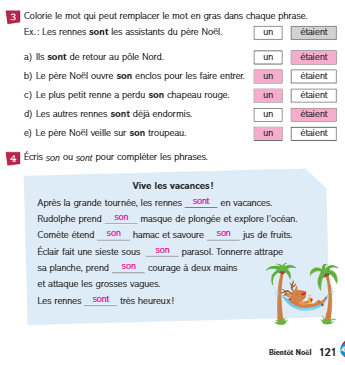 3 Colorie le mot qui peut remplacer le mot en gras dans chaque phrase.
Ex.: Les rennes sont les assistants du père Noël. un étaient
a) Ils sont de retour au pôle Nord. un étaient
b) Le père Noël ouvre son enclos pour les faire entrer. un étaient
c) Le plus petit renne a perdu son chapeau rouge. un étaient
d) Les autres rennes sont déjà endormis. un étaient
e) Le père Noël veille sur son troupeau. un étaient
4 Écris son ou sont pour compléter les phrases.
Vive les vacances!
Après la grande tournée, les rennes sont en vacances.
Rudolphe prend son masque de plongée et explore l'océan.
Comète étend son hamac et savoure son jus de fruits.
Éclair fait une sieste sous son parasol. Tonnerre attrape
sa planche, prend son courage à deux mains
et attaque les grosses vagues.
Les rennes sont très heureux!
Bientôt Noël 121